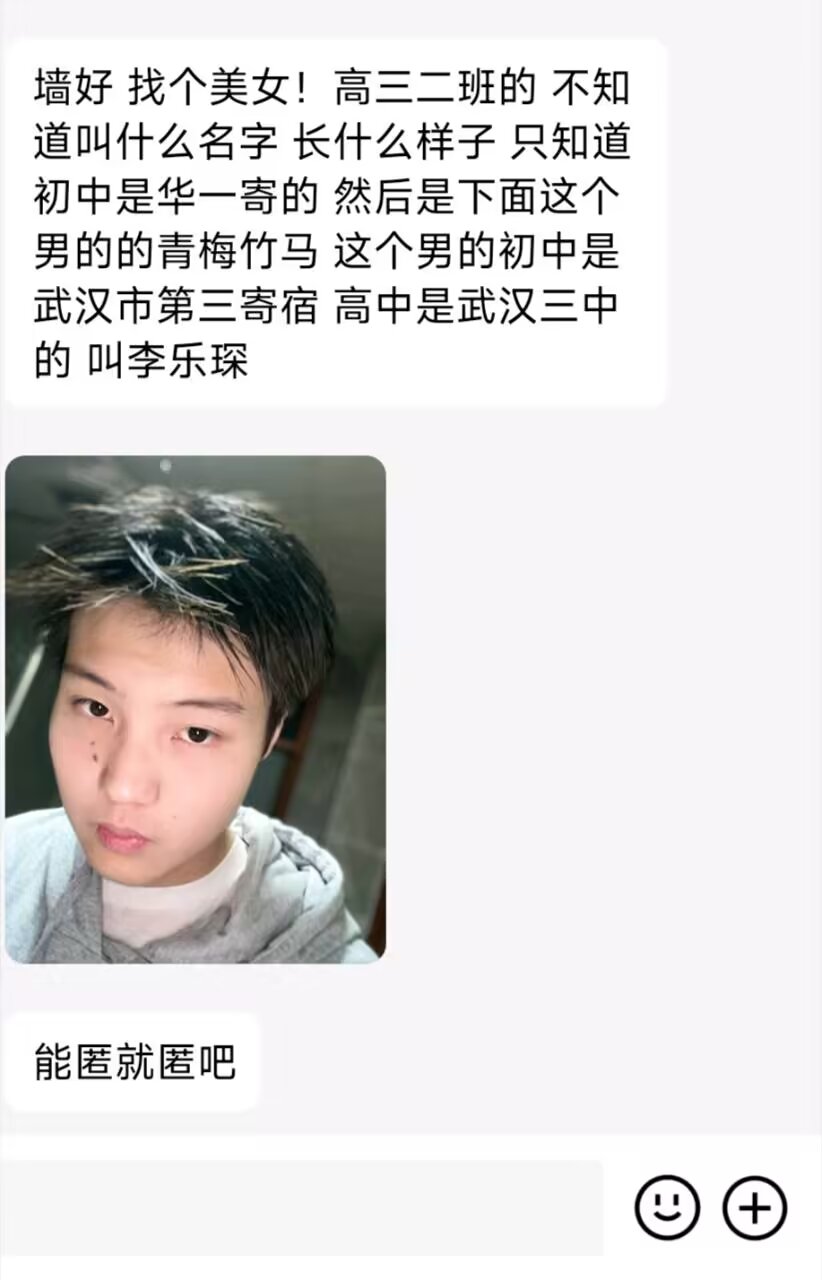 墙好 找个美女！高三二班的 不知
道叫什么名字 长什么样子 只知道
初中是华一寄的 然后是下面这个
男的的青梅竹马 这个男的初中是
武汉市第三寄宿 高中是武汉三中
的 叫李乐琛
能匿就匿吧